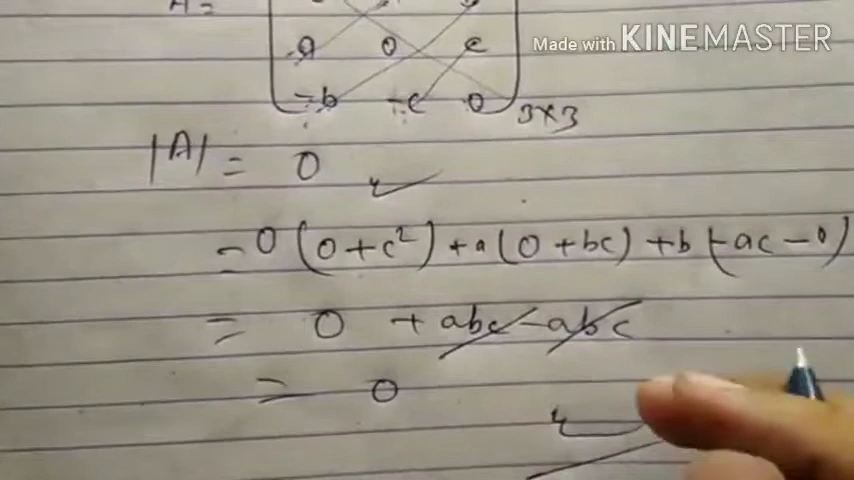 A =
Made with KINEMASTER
-a 0 c
-b -c 0 3×3
|A| = 0
= 0 (0 + c²) + a (0 + bc) + b (-ac - 0)
= 0 + abc - abc
= 0